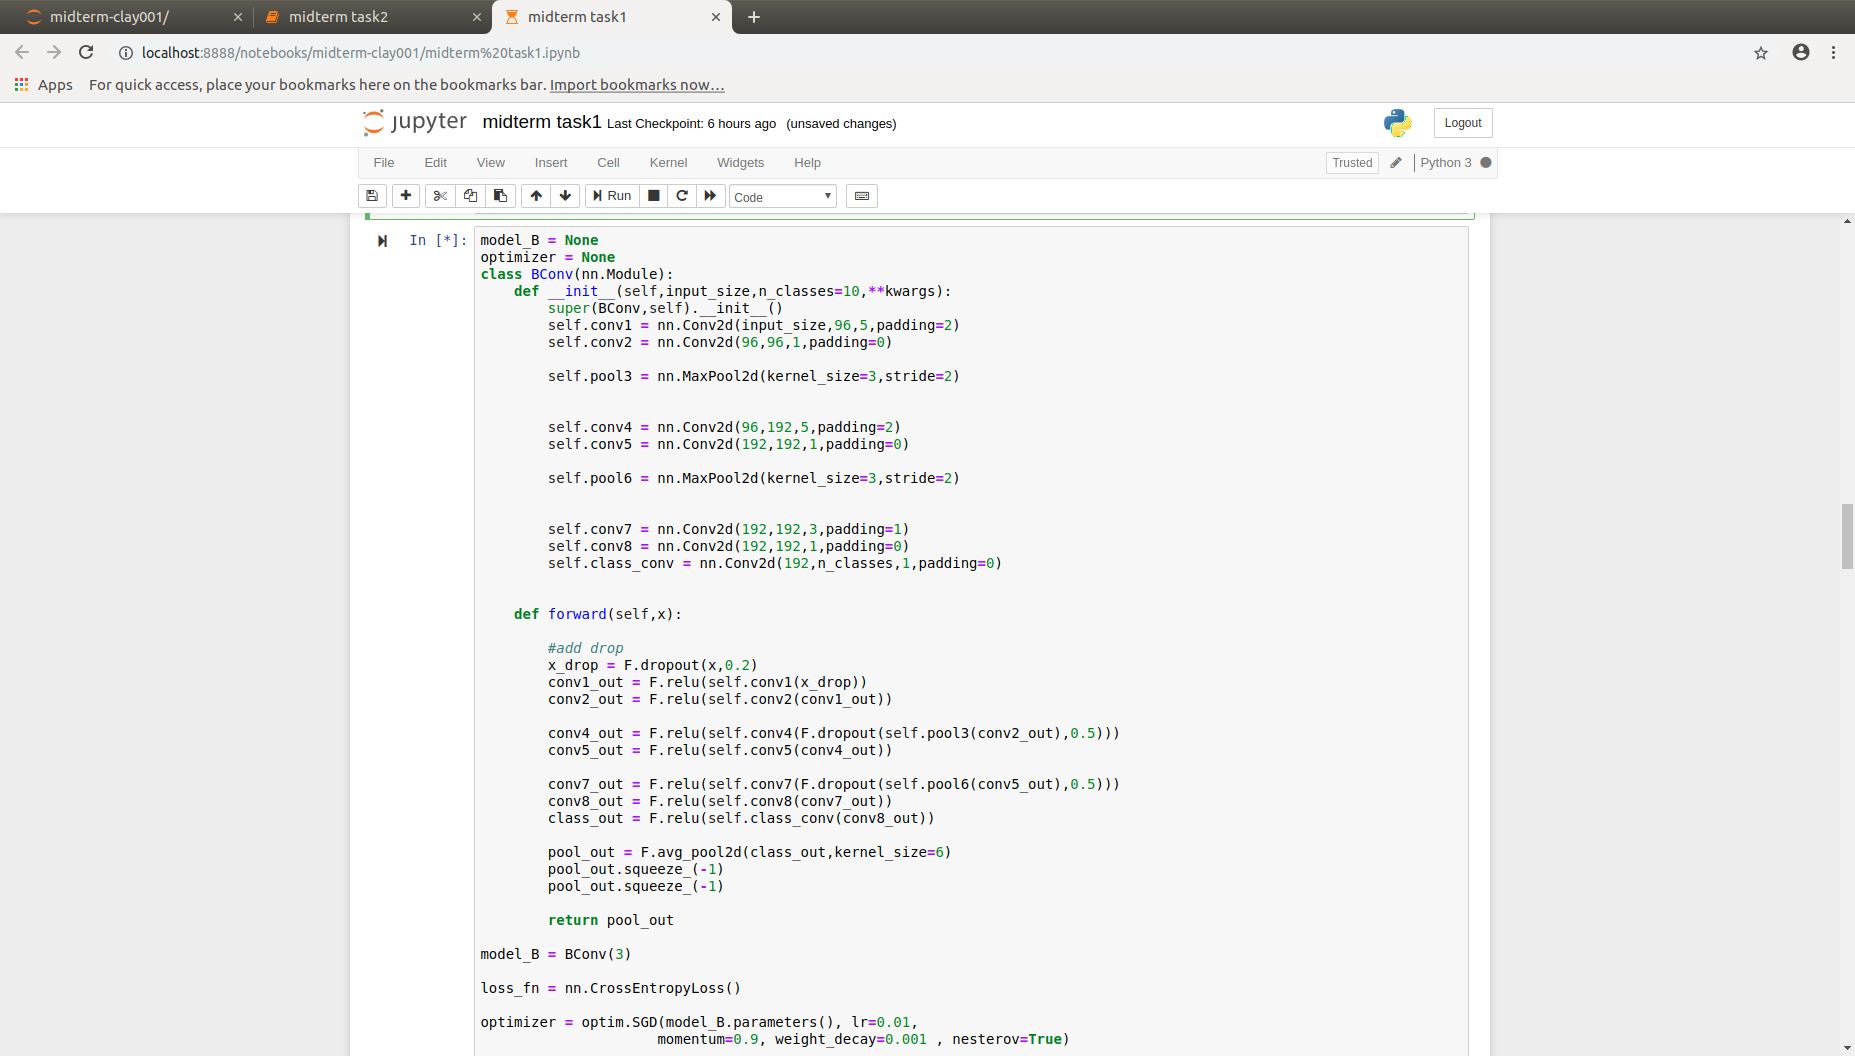 midterm-clay001/
midterm task2
midterm task1
localhost:8888/notebooks/midterm-clay001/midterm%20task1.ipynb
Apps For quick access, place your bookmarks here on the bookmarks bar. Import bookmarks now…
jupyter midterm task1 Last Checkpoint: 6 hours ago (unsaved changes)
Logout
File Edit View Insert Cell Kernel Widgets Help
Trusted
Python 3
Run
Code
In [*]:
model_B = None
optimizer = None
class BConv(nn.Module):
    def __init__(self,input_size,n_classes=10,**kwargs):
        super(BConv,self).__init__()
        self.conv1 = nn.Conv2d(input_size,96,5,padding=2)
        self.conv2 = nn.Conv2d(96,96,1,padding=0)
        self.pool3 = nn.MaxPool2d(kernel_size=3,stride=2)
        self.conv4 = nn.Conv2d(96,192,5,padding=2)
        self.conv5 = nn.Conv2d(192,192,1,padding=0)
        self.pool6 = nn.MaxPool2d(kernel_size=3,stride=2)
        self.conv7 = nn.Conv2d(192,192,3,padding=1)
        self.conv8 = nn.Conv2d(192,192,1,padding=0)
        self.class_conv = nn.Conv2d(192,n_classes,1,padding=0)
    def forward(self,x):
        #add drop
        x_drop = F.dropout(x,0.2)
        conv1_out = F.relu(self.conv1(x_drop))
        conv2_out = F.relu(self.conv2(conv1_out))
        conv4_out = F.relu(self.conv4(F.dropout(self.pool3(conv2_out),0.5)))
        conv5_out = F.relu(self.conv5(conv4_out))
        conv7_out = F.relu(self.conv7(F.dropout(self.pool6(conv5_out),0.5)))
        conv8_out = F.relu(self.conv8(conv7_out))
        class_out = F.relu(self.class_conv(conv8_out))
        pool_out = F.avg_pool2d(class_out,kernel_size=6)
        pool_out.squeeze_(-1)
        pool_out.squeeze_(-1)
        return pool_out
model_B = BConv(3)
loss_fn = nn.CrossEntropyLoss()
optimizer = optim.SGD(model_B.parameters(), lr=0.01,
                     momentum=0.9, weight_decay=0.001 , nesterov=True)